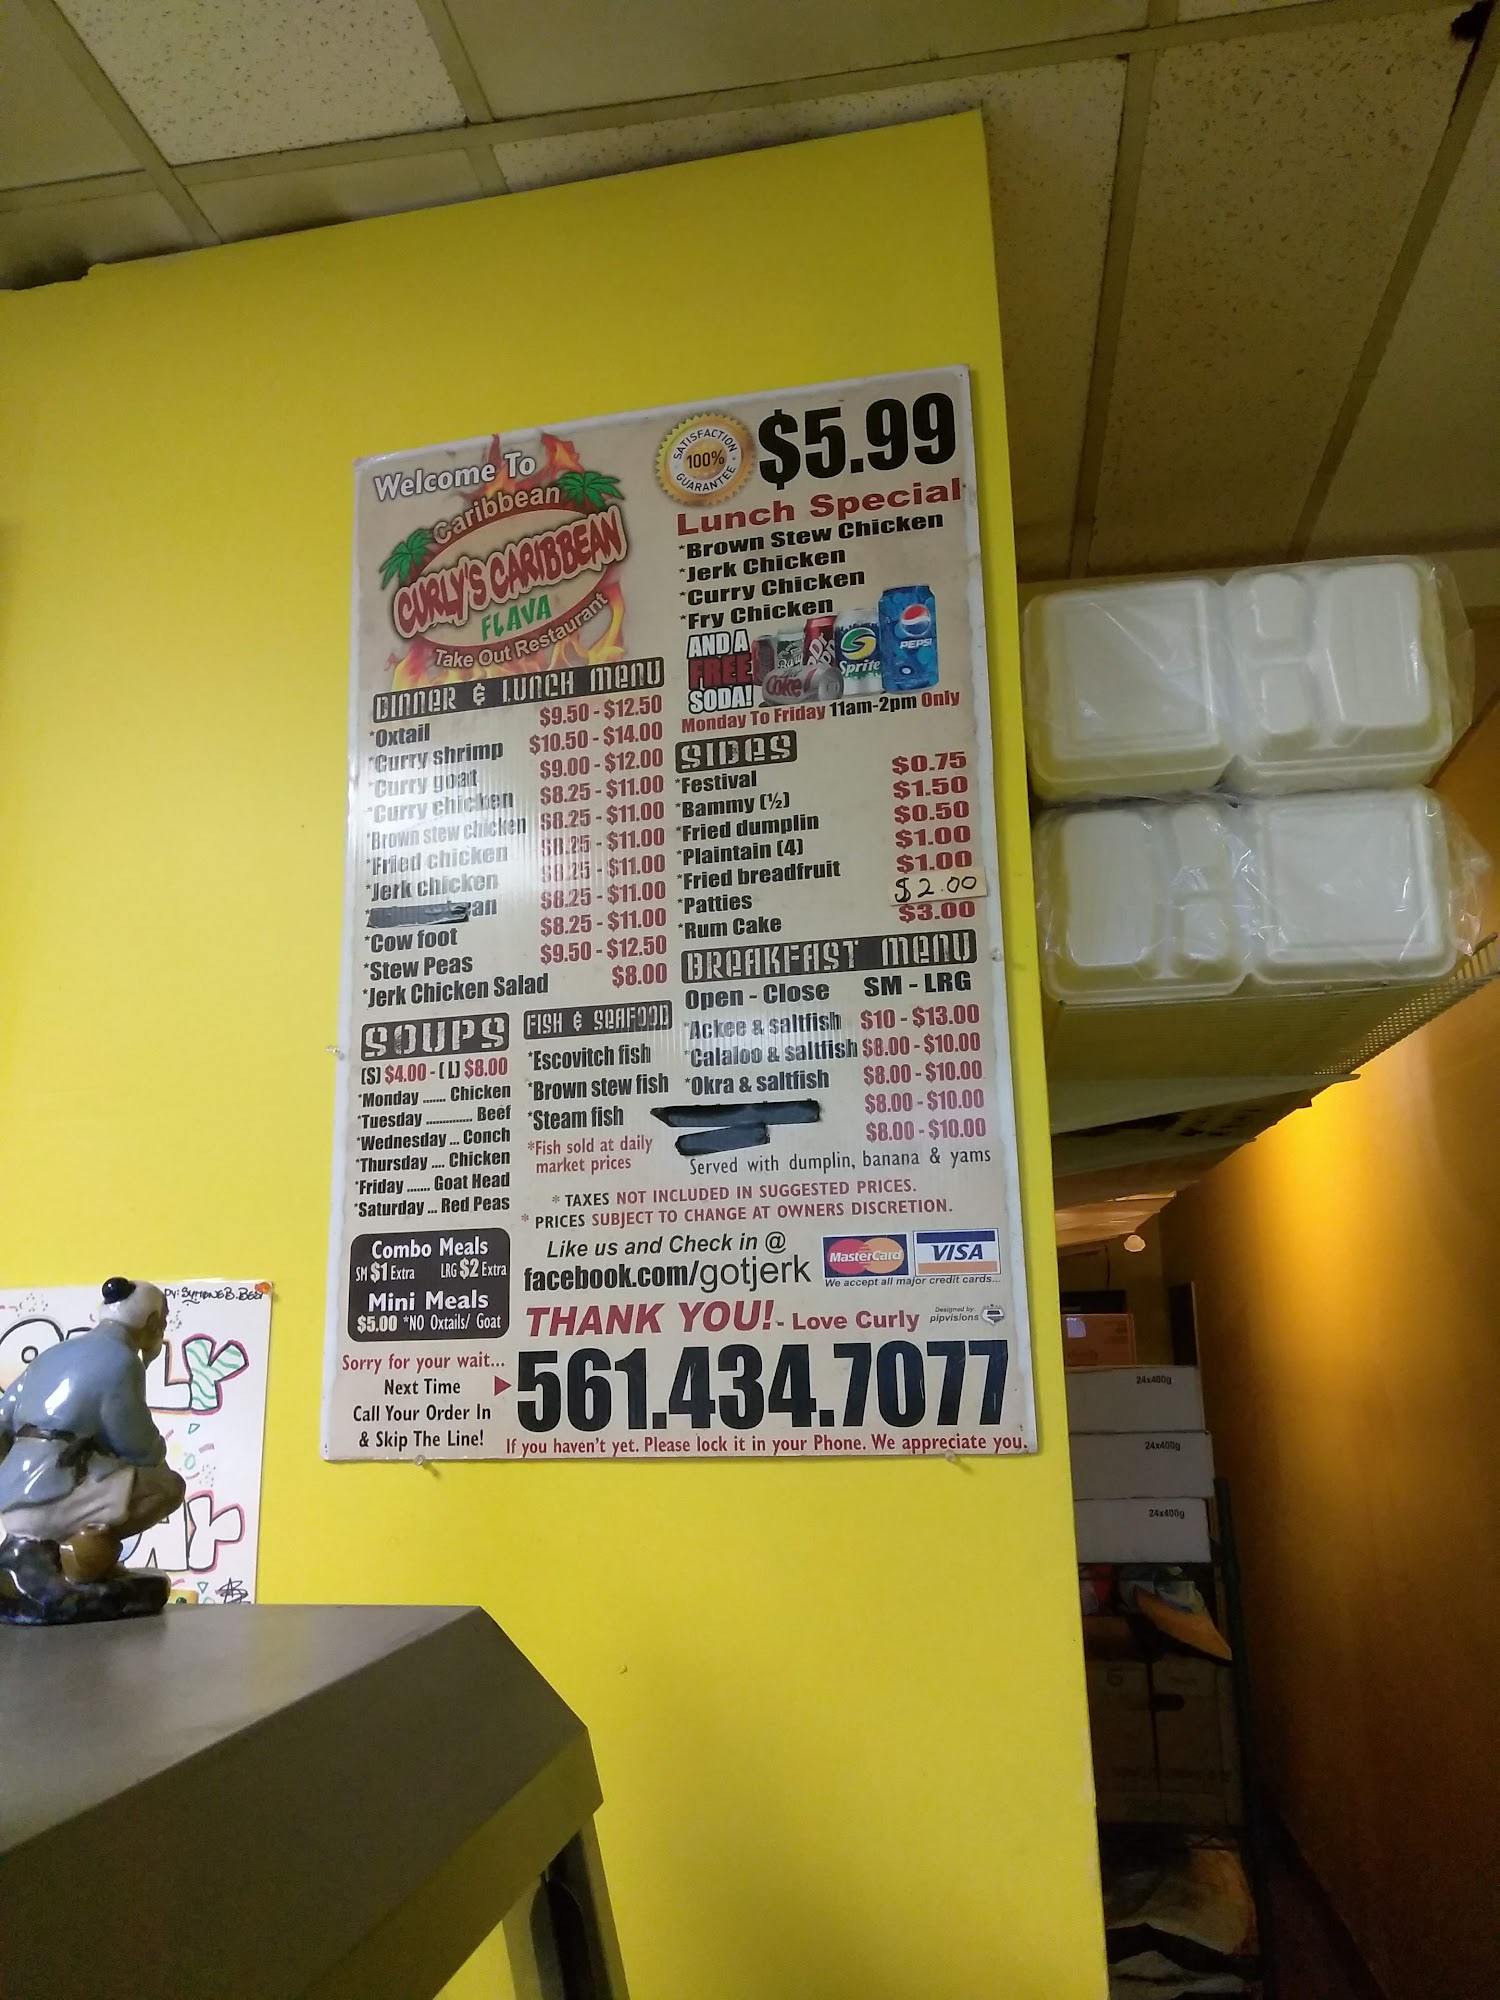 Welcome To
Caribbean
CURLY'S CARIBBEAN
FLAVA
Take Out Restaurant
SATISFACTION
100%
GUARANTEE
$5.99
Lunch Special
*Brown Stew Chicken
*Jerk Chicken
*Curry Chicken
*Fry Chicken
AND A
FREE
SODA!
Coke
Sprite
PEPSI
Monday To Friday 11am-2pm Only
DINNER & LUNCH MENU
*Oxtail $9.50 - $12.50
*Curry shrimp $10.50 - $14.00
*Curry goat $9.00 - $12.00
*Curry chicken $8.25 - $11.00
*Brown stew chicken $8.25 - $11.00
*Fried chicken $8.25 - $11.00
*Jerk chicken $8.25 - $11.00
$8.25 - $11.00
*Cow foot $8.25 - $11.00
*Stew Peas $9.50 - $12.50
*Jerk Chicken Salad $8.00
SIDES
*Festival $0.75
*Bammy (½) $1.50
*Fried dumplin $0.50
*Plaintain (4) $1.00
*Fried breadfruit $1.00
*Patties $2.00
*Rum Cake $3.00
SOUPS
(S) $4.00 - (L) $8.00
*Monday ....... Chicken
*Tuesday .............. Beef
*Wednesday ... Conch
*Thursday .... Chicken
*Friday ....... Goat Head
*Saturday ... Red Peas
FISH & SEAFOOD
*Escovitch fish
*Brown stew fish
*Steam fish
*Fish sold at daily
market prices
BREAKFAST MENU
Open - Close SM - LRG
*Ackee & saltfish $10 - $13.00
*Calaloo & saltfish $8.00 - $10.00
*Okra & saltfish $8.00 - $10.00
$8.00 - $10.00
$8.00 - $10.00
Served with dumplin, banana & yams
* TAXES NOT INCLUDED IN SUGGESTED PRICES.
* PRICES SUBJECT TO CHANGE AT OWNERS DISCRETION.
Combo Meals
SM $1 Extra LRG $2 Extra
Mini Meals
$5.00 *NO Oxtails/ Goat
Like us and Check in @
facebook.com/gotjerk
MasterCard
VISA
We accept all major credit cards...
THANK YOU! - Love Curly
Designed by:
pipvisions
Sorry for your wait...
Next Time
Call Your Order In
& Skip The Line!
561.434.7077
If you haven't yet. Please lock it in your Phone. We appreciate you.
24x400g
24x400g
24x400g